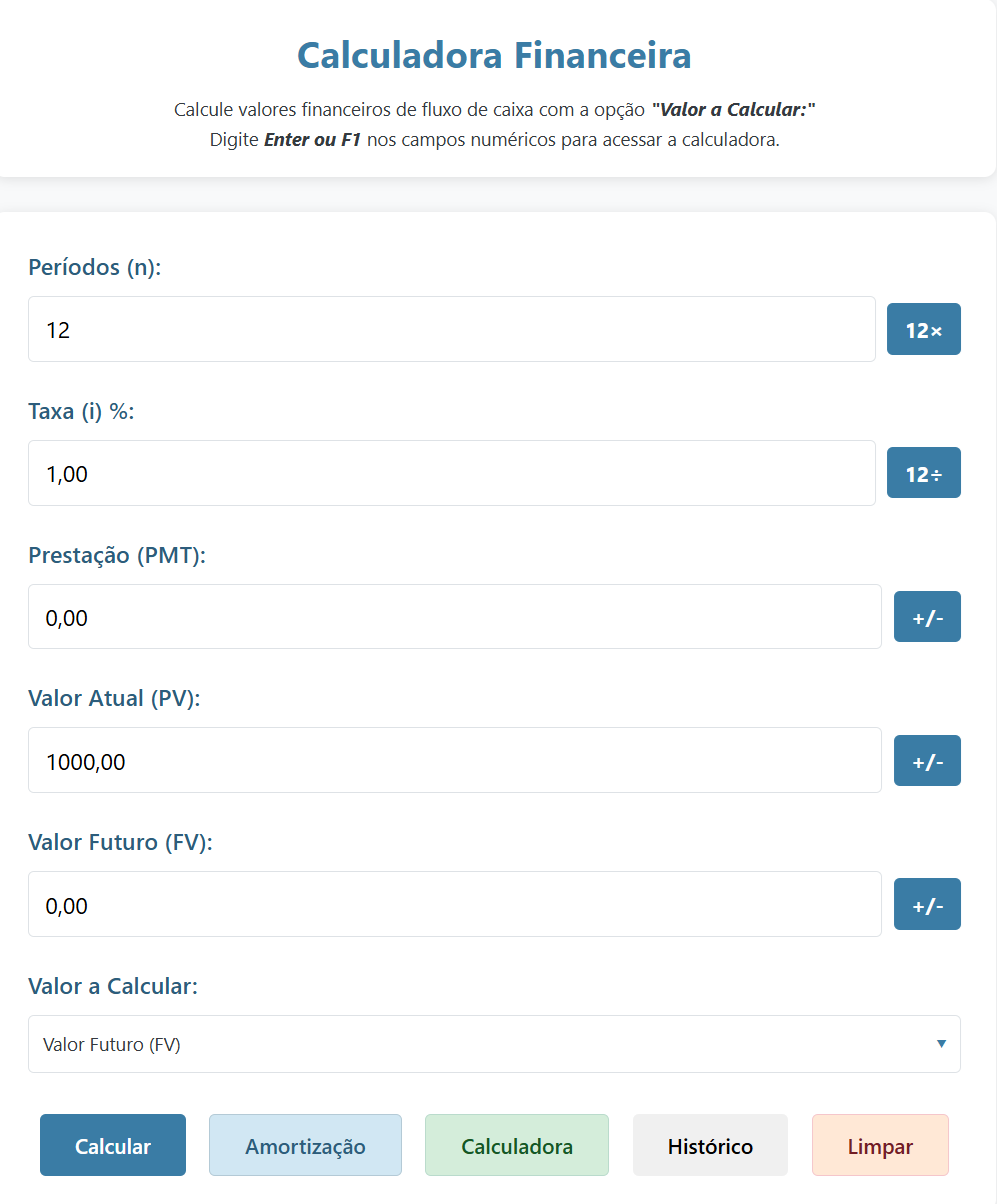 Calculadora Financeira
Calcule valores financeiros de fluxo de caixa com a opção "Valor a Calcular:"
Digite Enter ou F1 nos campos numéricos para acessar a calculadora.
Períodos (n):
12
12×
Taxa (i) %:
1,00
12÷
Prestação (PMT):
0,00
+/-
Valor Atual (PV):
1000,00
+/-
Valor Futuro (FV):
0,00
+/-
Valor a Calcular:
Valor Futuro (FV)
Calcular
Amortização
Calculadora
Histórico
Limpar